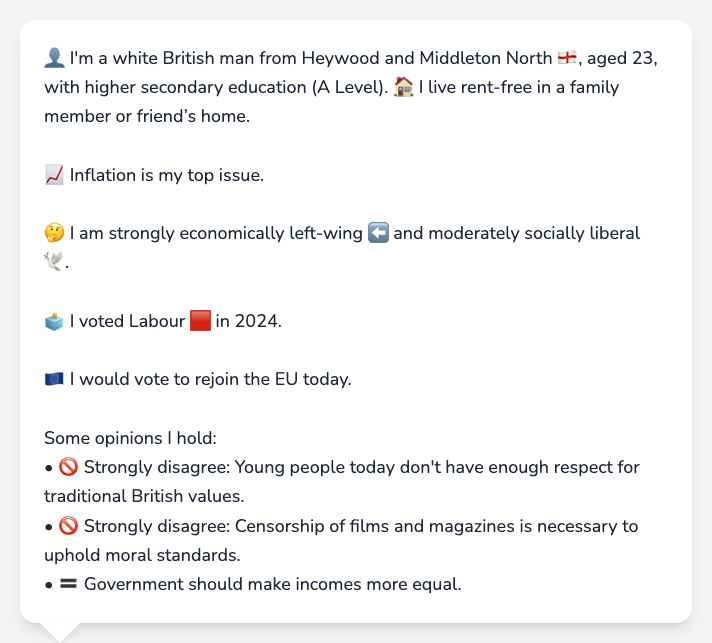 👤 I'm a white British man from Heywood and Middleton North 🏴󠁧󠁢󠁥󠁮󠁧󠁿, aged 23,
with higher secondary education (A Level). 🏠 I live rent-free in a family
member or friend’s home.
📈 Inflation is my top issue.
🤔 I am strongly economically left-wing ⬅️ and moderately socially liberal
🕊️.
🗳️ I voted Labour 🟥 in 2024.
🇪🇺 I would vote to rejoin the EU today.
Some opinions I hold:
• 🚫 Strongly disagree: Young people today don't have enough respect for
traditional British values.
• 🚫 Strongly disagree: Censorship of films and magazines is necessary to
uphold moral standards.
• 🟰 Government should make incomes more equal.